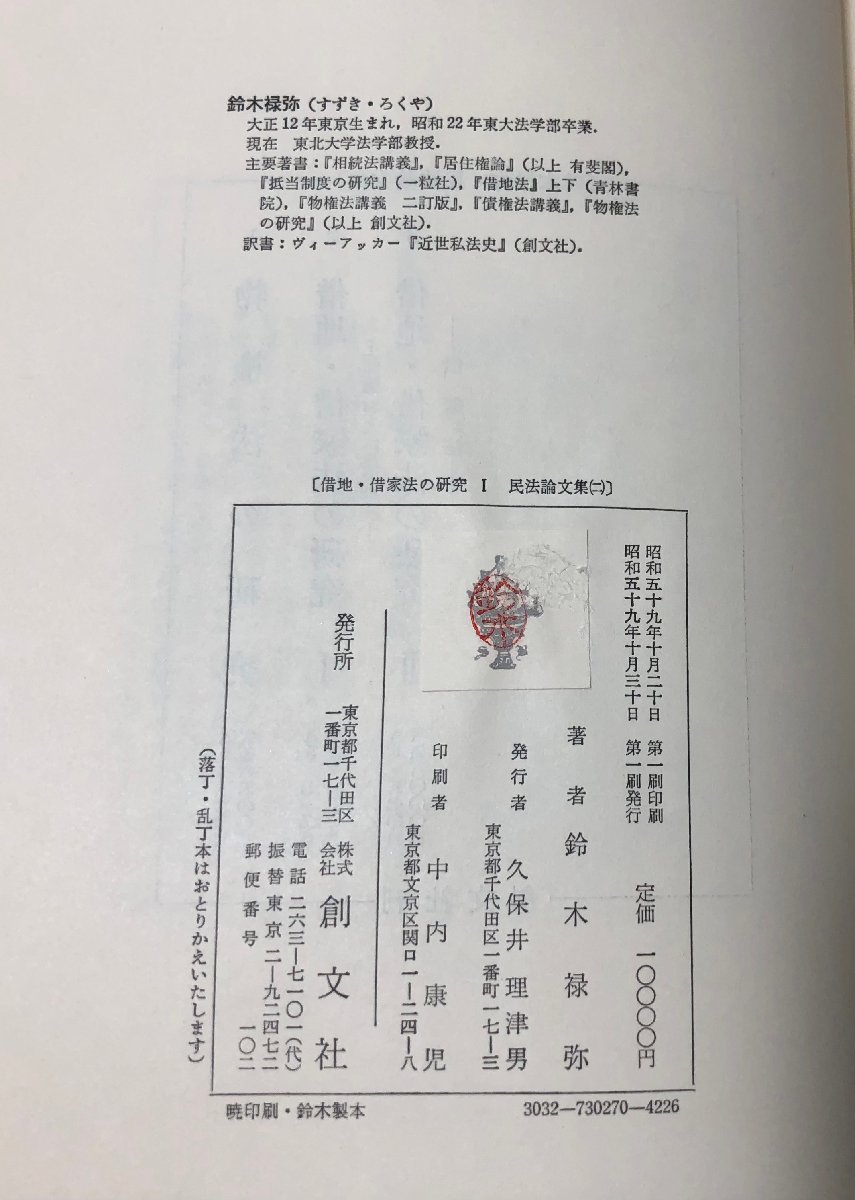 鈴木禄弥(すずき・ろくや)
大正12年東京生まれ,昭和22年東大法学部卒業.
現在　東北大学法学部教授.
主要著書:『相続法講義』,『居住権論』(以上 有斐閣),
『抵当制度の研究』(一粒社),『借地法』上下(青林書
院),『物権法講義　二訂版』,『債権法講義』,『物権法
の研究』(以上 創文社).
訳書:ヴィーアッカー『近世私法史』(創文社).
〔借地・借家法の研究 Ⅰ　民法論文集㈡〕
昭和五十九年十月二十日　第一刷印刷
昭和五十九年十月三十日　第一刷発行
定価　一〇〇〇〇円
著者　鈴木禄弥
発行者　久保井理津男
東京都千代田区一番町一七―三
印刷者　中内康児
東京都文京区関口一―二四―八
鈴木
発行所
東京都千代田区
一番町一七―三
株式会社　創文社
電話　二六三―七一〇一(代)
振替東京　二―九二四七二
郵便番号　一〇二
(落丁・乱丁本はおとりかえいたします)
暁印刷・鈴木製本
3032―730270―4226